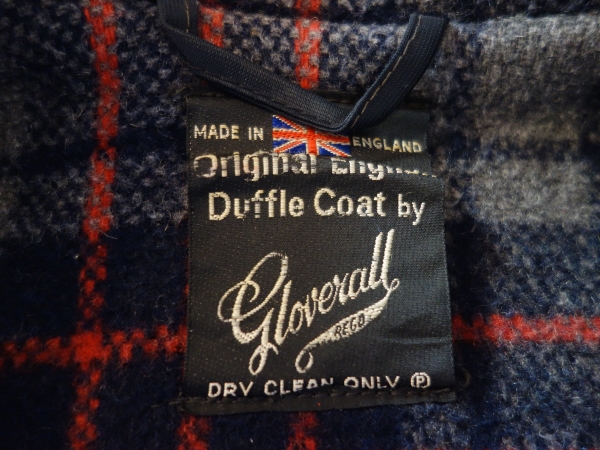 MADE IN ENGLAND
Original English
Duffle Coat by
Gloverall
REGD
DRY CLEAN ONLY Ⓟ